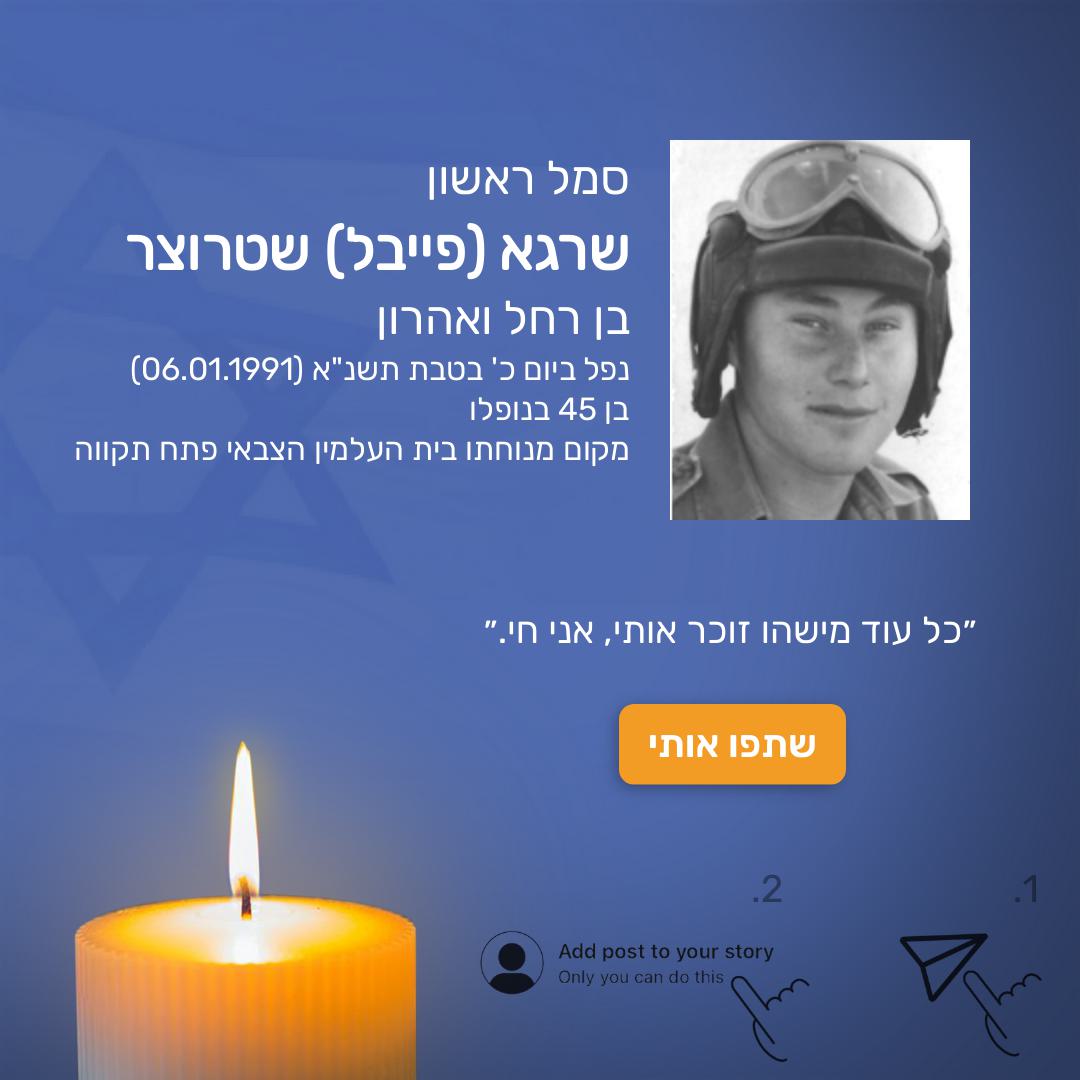 סמל ראשון
שרגא (פייבל) שטרוצר
בן רחל ואהרון
נפל ביום כ' בטבת תשנ"א (06.01.1991)
בן 45 בנופלו
מקום מנוחתו בית העלמין הצבאי פתח תקווה
״כל עוד מישהו זוכר אותי, אני חי.״
שתפו אותי
1.
2.
Add post to your story
Only you can do this